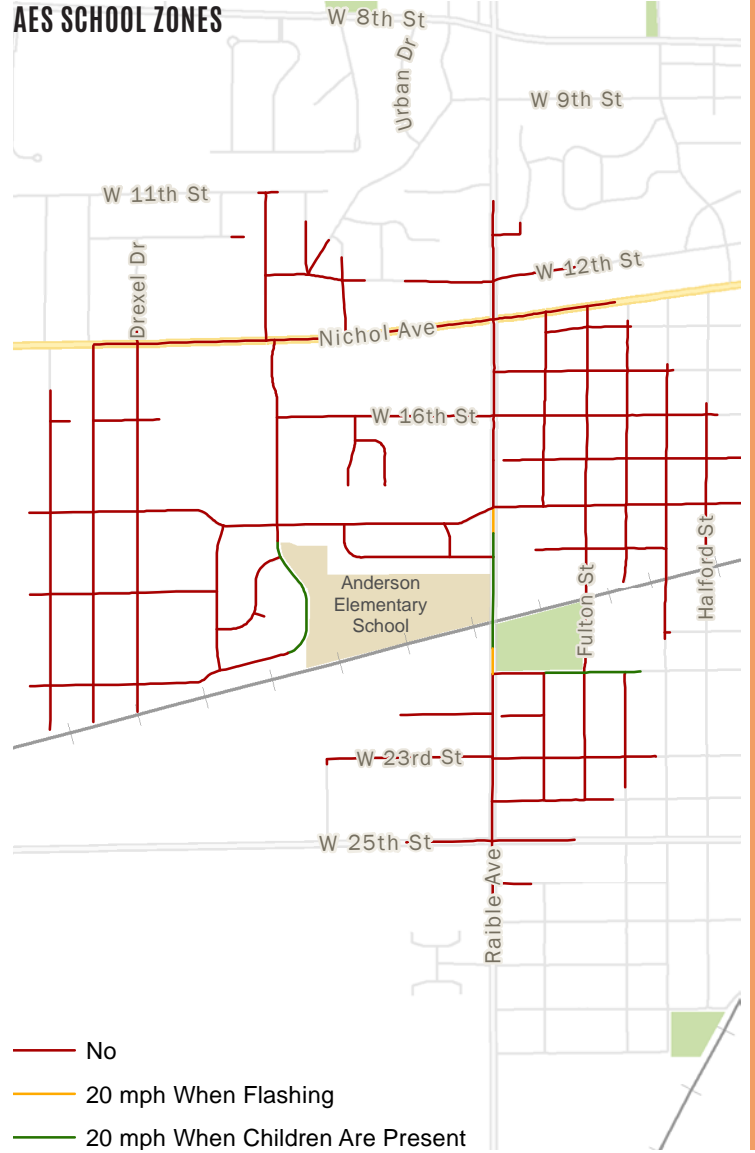 AES SCHOOL ZONES
W 8th St
Urban Dr
W 9th St
W 11th St
W 12th St
Drexel Dr
Nichol Ave
W 16th St
Halford St
Fulton St
Anderson
Elementary
School
W 23rd St
W 25th St
Raible Ave
No
20 mph When Flashing
20 mph When Children Are Present